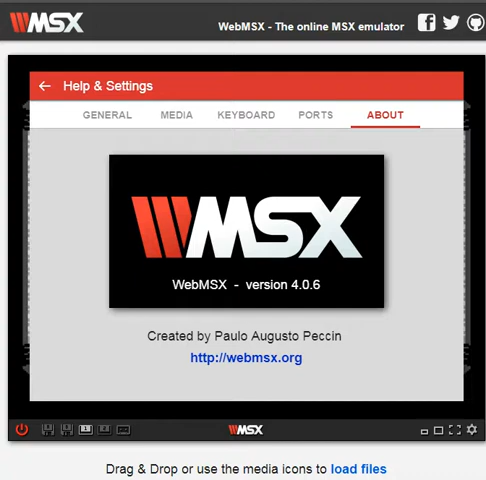 MSX
WebMSX - The online MSX emulator
Help & Settings
GENERAL MEDIA KEYBOARD PORTS ABOUT
MSX
WebMSX - version 4.0.6
Created by Paulo Augusto Peccin
http://webmsx.org
MSX
Drag & Drop or use the media icons to load files